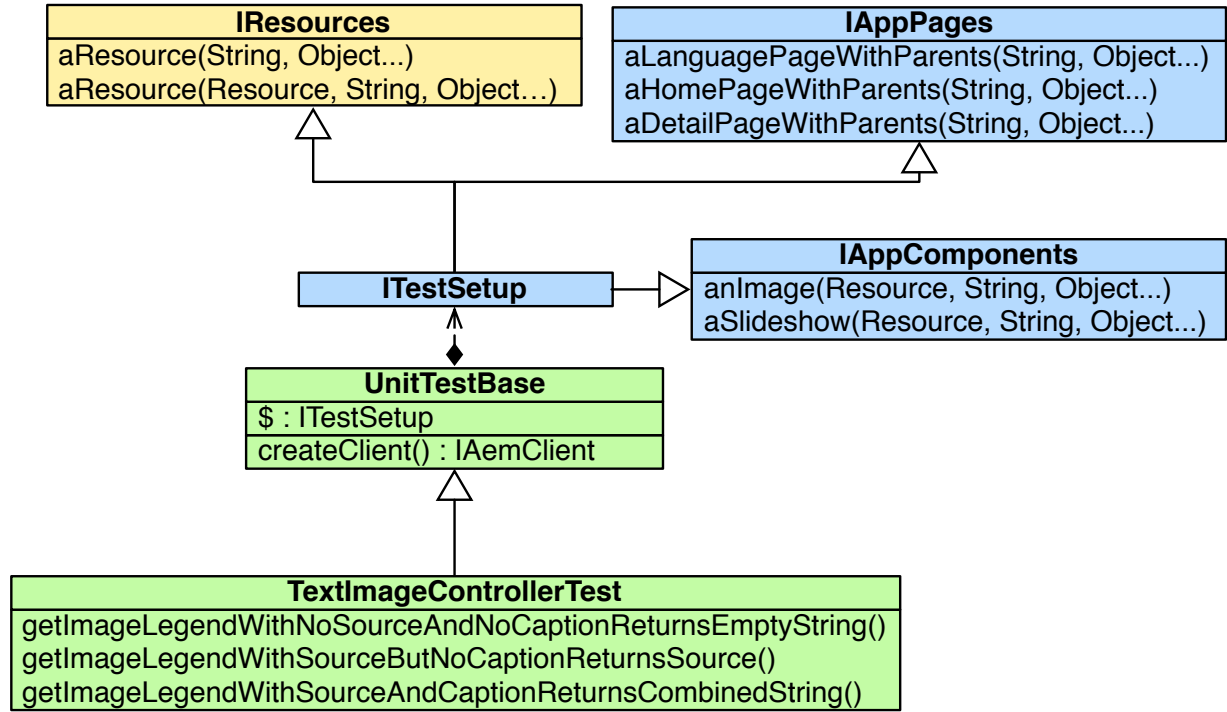 IResources
aResource(String, Object...)
aResource(Resource, String, Object…)
IAppPages
aLanguagePageWithParents(String, Object...)
aHomePageWithParents(String, Object...)
aDetailPageWithParents(String, Object...)
ITestSetup
IAppComponents
anImage(Resource, String, Object...)
aSlideshow(Resource, String, Object...)
UnitTestBase
$ : ITestSetup
createClient() : IAemClient
TextImageControllerTest
getImageLegendWithNoSourceAndNoCaptionReturnsEmptyString()
getImageLegendWithSourceButNoCaptionReturnsSource()
getImageLegendWithSourceAndCaptionReturnsCombinedString()